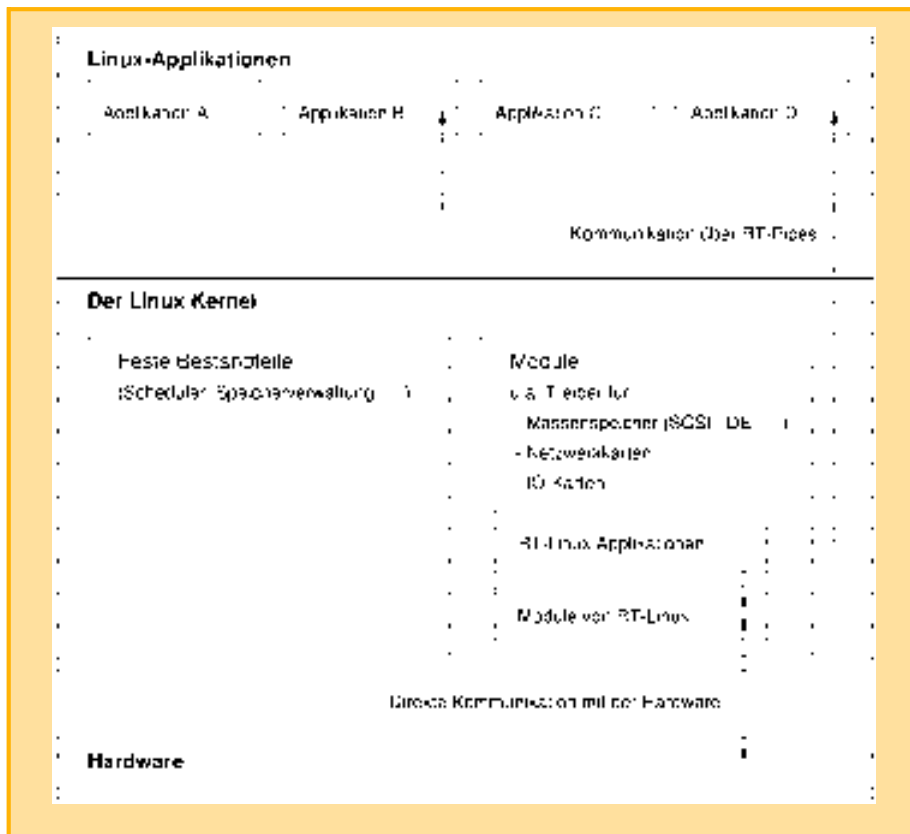 Linux-Applikationen
Applikation A Applikation B Applikation C Applikation D
Kommunikation über RT-Pipes
Der Linux Kernel
Feste Bestandteile
(Scheduler, Speicherverwaltung )
Module
u.a. Treiber für
Massenspeicher (SCSI, IDE )
- Netzwerkkarten
IO-Karten
RT-Linux Applikationen
Module von RT-Linux
Direkte Kommunikation mit der Hardware
Hardware